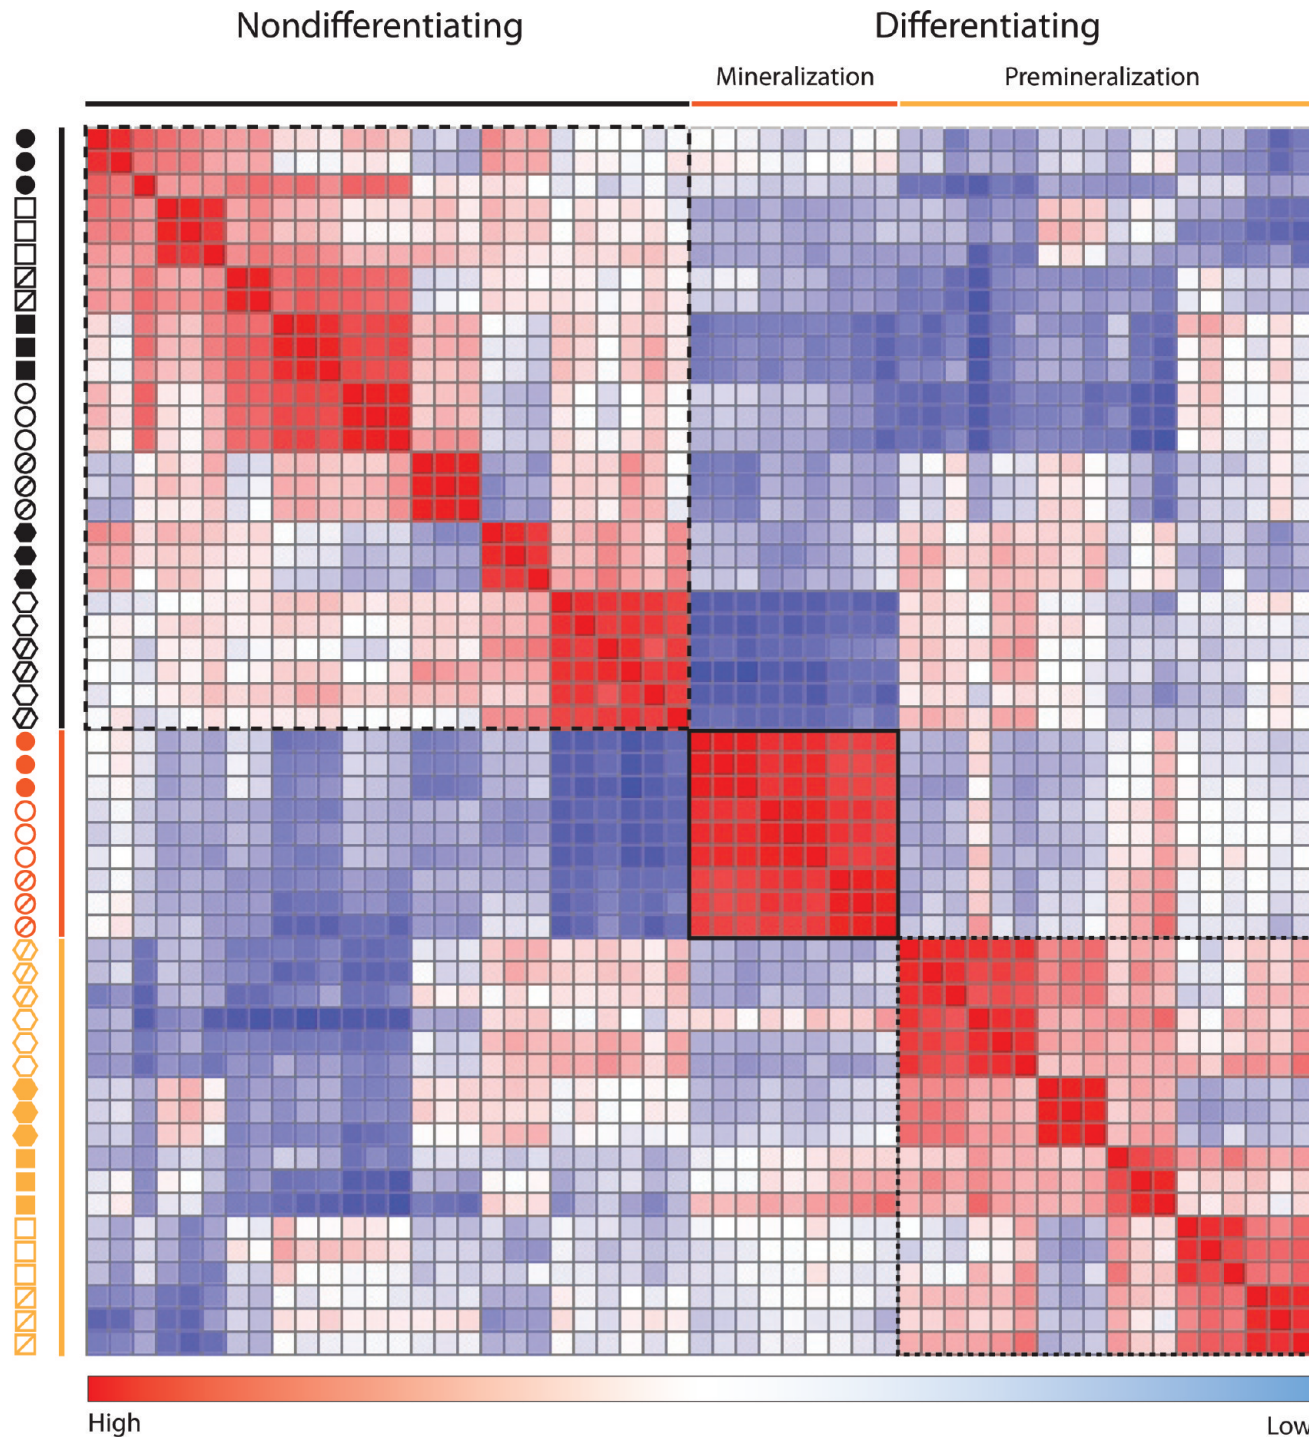 Nondifferentiating
Differentiating
Mineralization
Premineralization
High
Low